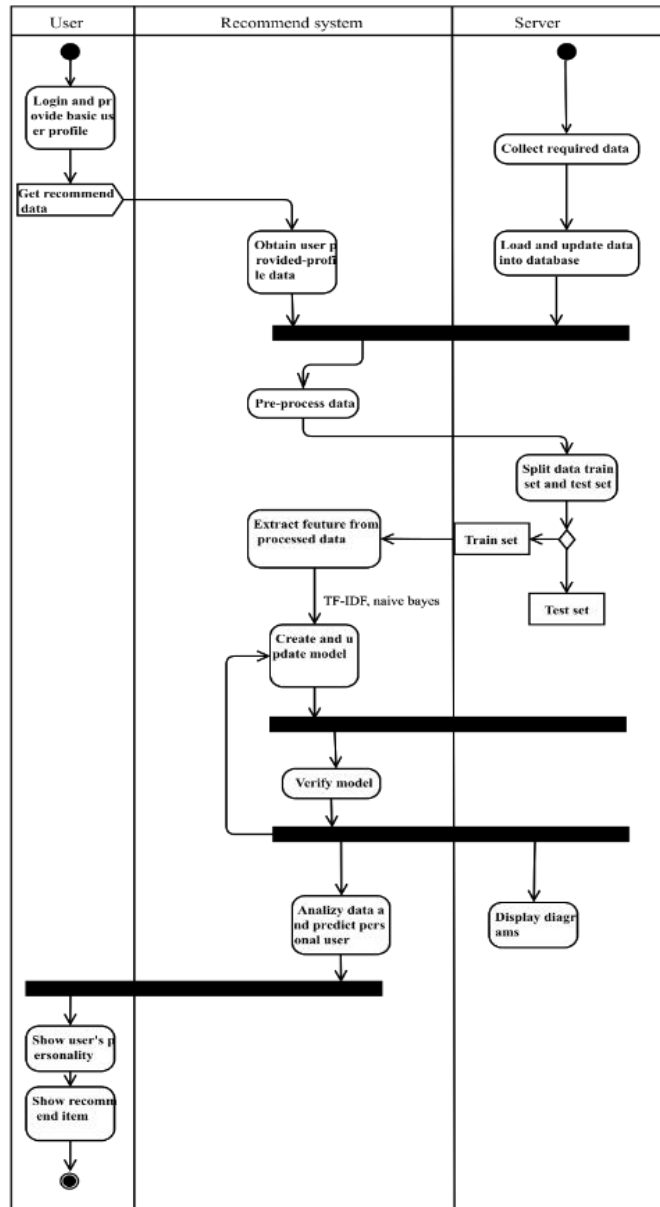 User
Recommend system
Server
Login and pr
ovide basic us
er profile
Collect required data
Get recommend
data
Obtain user p
rovided-profi
le data
Load and update data
into database
Pre-process data
Split data train
set and test set
Extract feuture from
processed data
Train set
Test set
TF-IDF, naive bayes
Create and u
pdate model
Verify model
Analizy data a
nd predict pers
onal user
Display diagr
ams
Show user's p
ersonality
Show recomm
end item